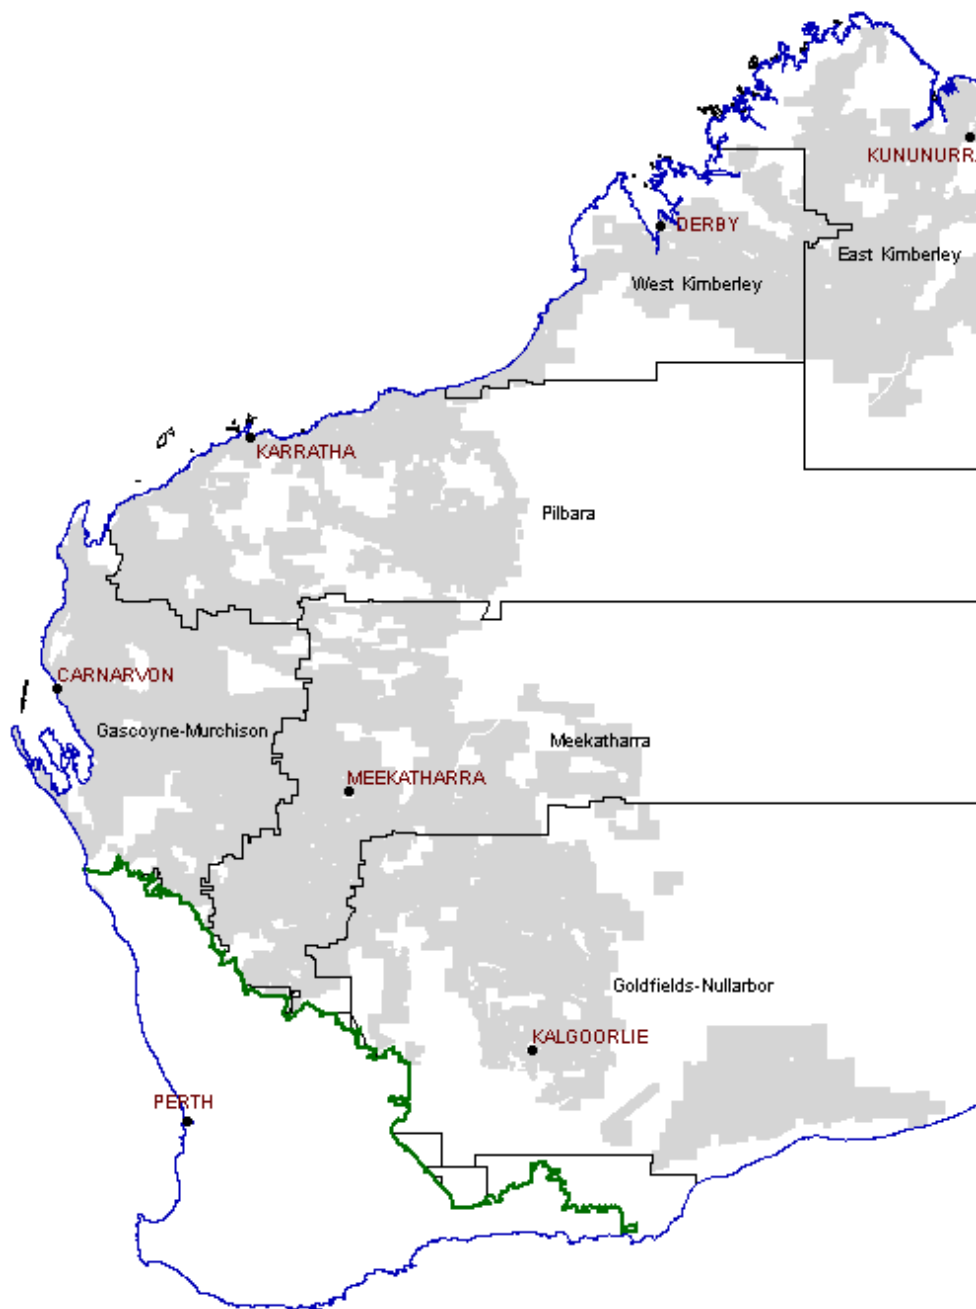 KUNUNURRA
DERBY
East Kimberley
West Kimberley
KARRATHA
Pilbara
CARNARVON
Gascoyne-Murchison
Meekatharra
MEEKATHARRA
Goldfields-Nullarbor
KALGOORLIE
PERTH